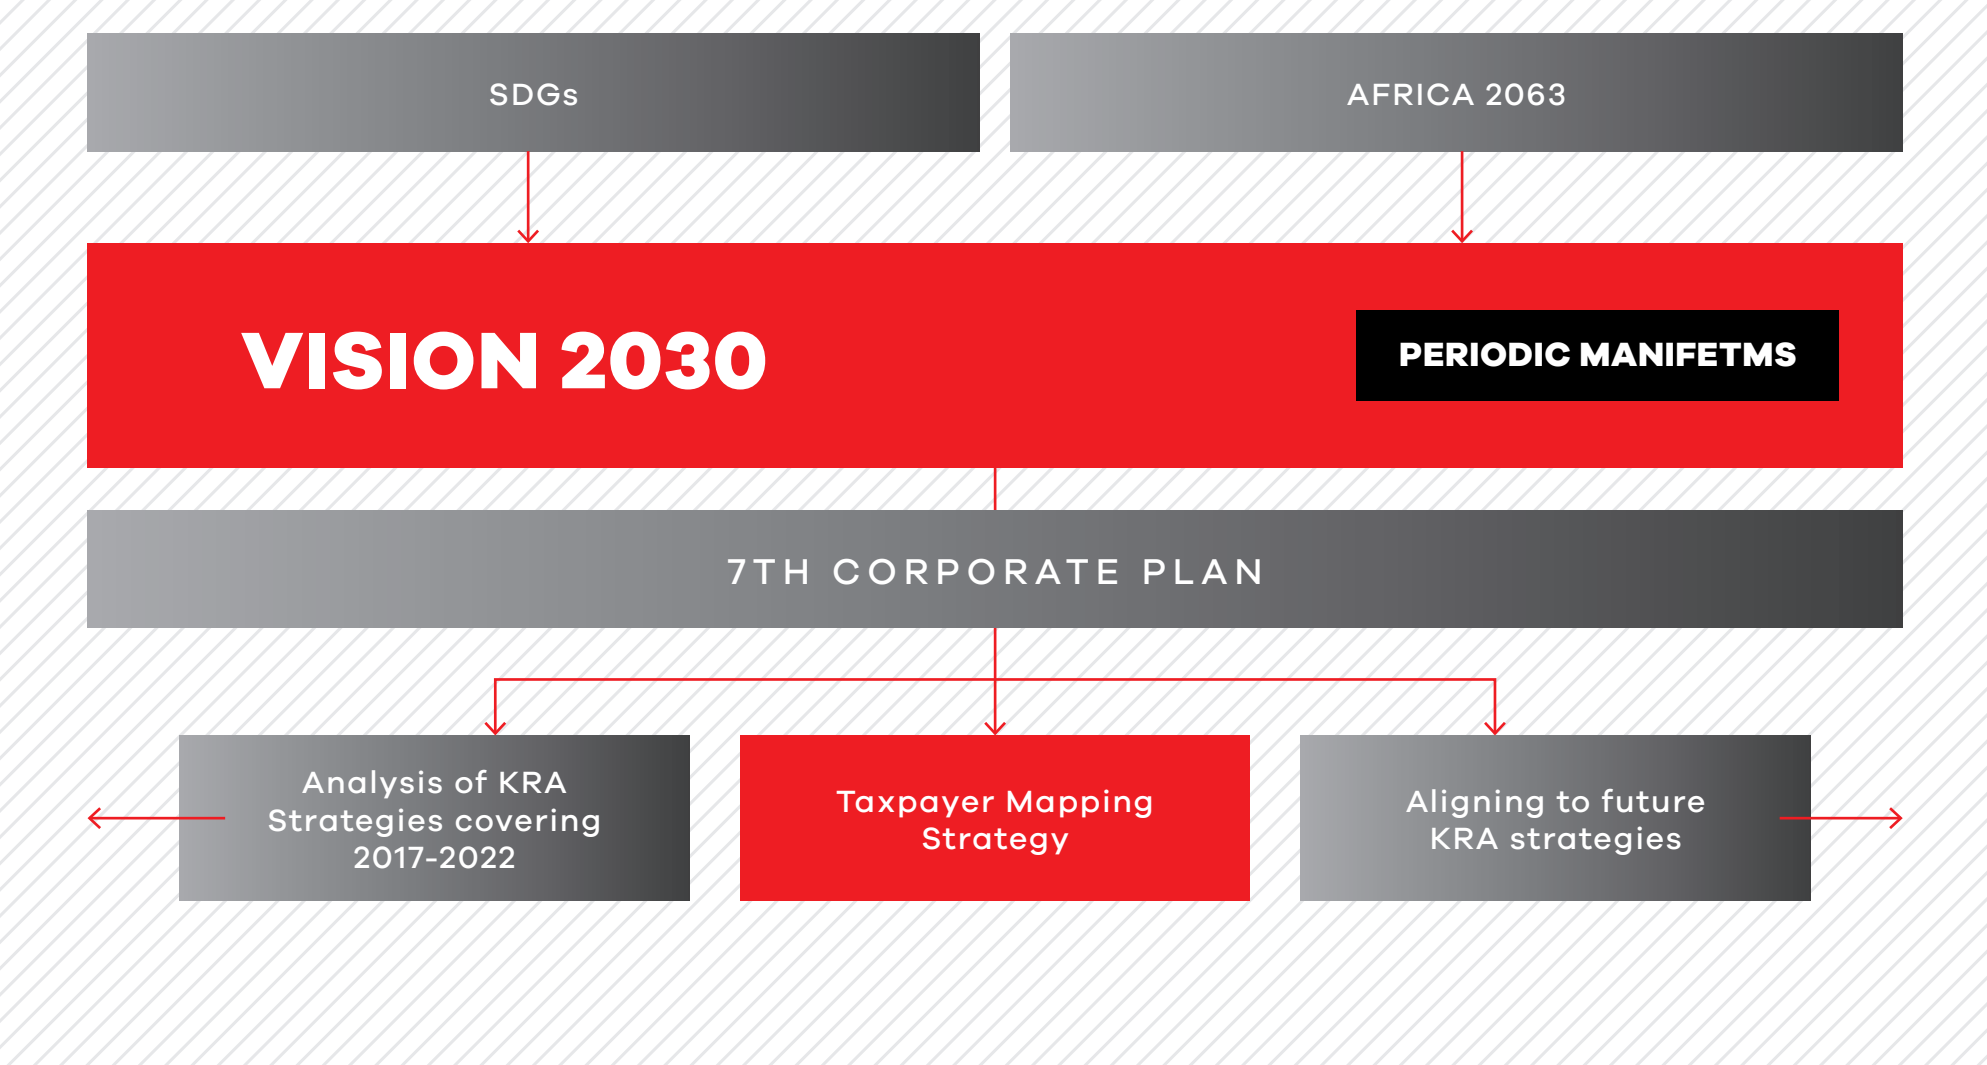 SDGs
AFRICA 2063
VISION 2030
PERIODIC MANIFETMS
7TH CORPORATE PLAN
Analysis of KRA
Strategies covering
2017-2022
Taxpayer Mapping
Strategy
Aligning to future
KRA strategies